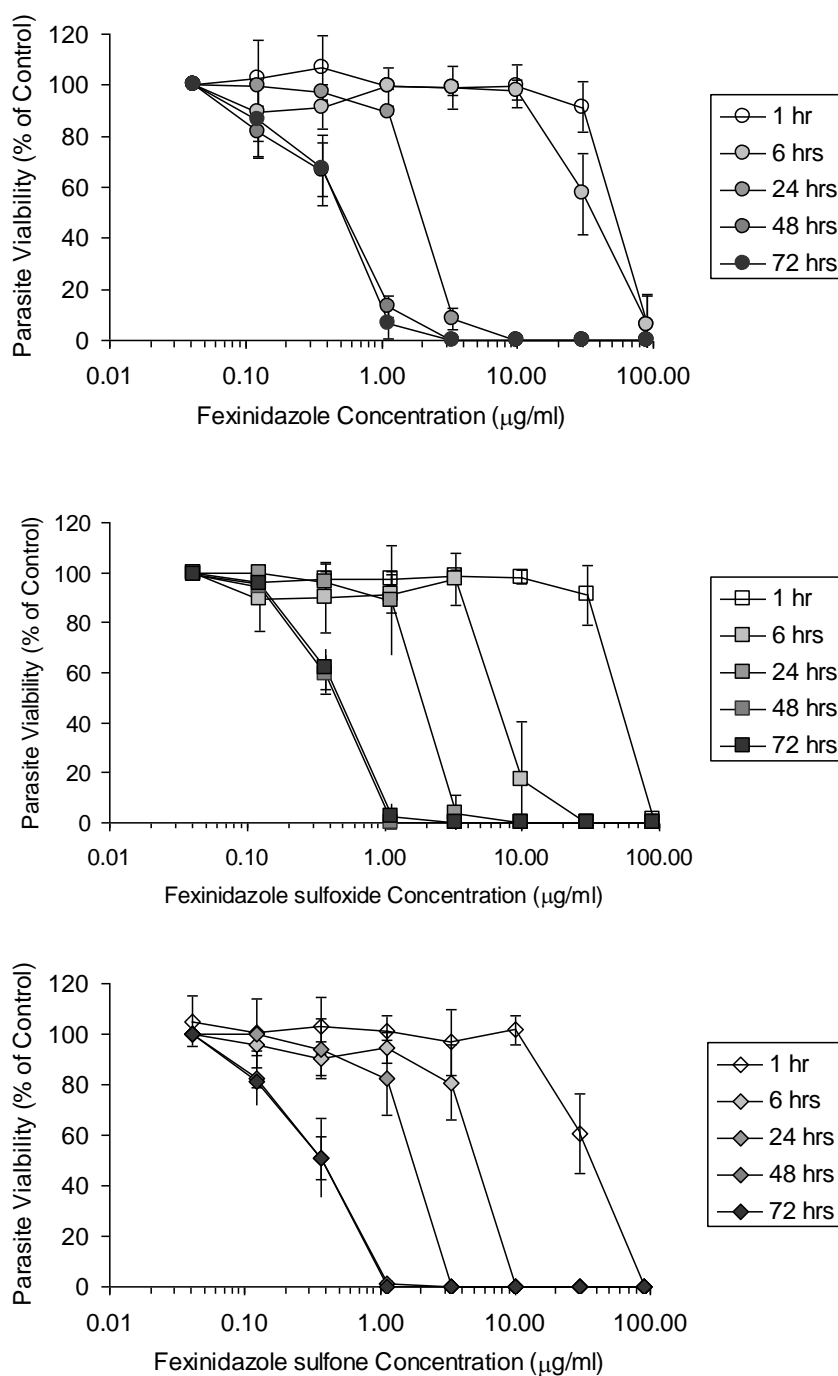 Parasite Vialbility (% of Control)
120
100
80
60
40
20
0
0.01 0.10 1.00 10.00 100.00
Fexinidazole Concentration (μg/ml)
1 hr
6 hrs
24 hrs
48 hrs
72 hrs
Parasite Vialbility (% of Control)
120
100
80
60
40
20
0
0.01 0.10 1.00 10.00 100.00
Fexinidazole sulfoxide Concentration (μg/ml)
1 hr
6 hrs
24 hrs
48 hrs
72 hrs
Parasite Vialbility (% of Control)
120
100
80
60
40
20
0
0.01 0.10 1.00 10.00 100.00
Fexinidazole sulfone Concentration (μg/ml)
1 hr
6 hrs
24 hrs
48 hrs
72 hrs